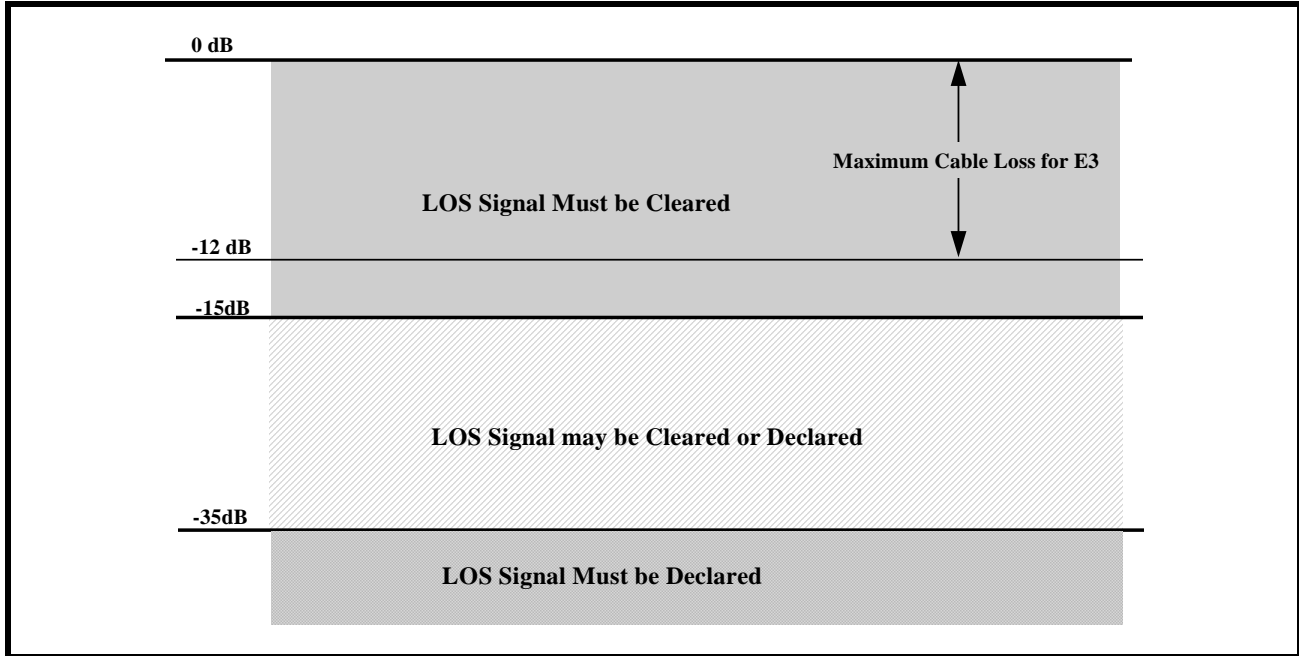 0 dB
Maximum Cable Loss for E3
LOS Signal Must be Cleared
-12 dB
-15dB
LOS Signal may be Cleared or Declared
-35dB
LOS Signal Must be Declared